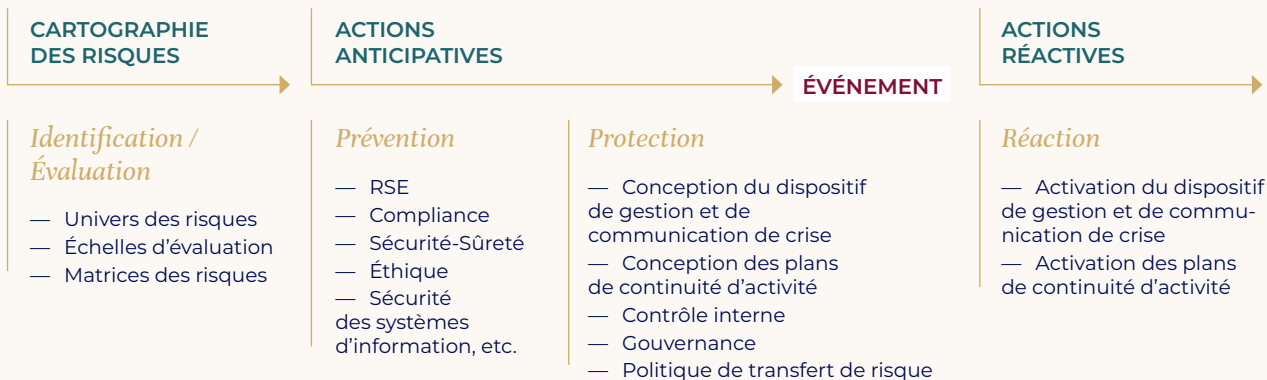 CARTOGRAPHIE
DES RISQUES
ACTIONS
ANTICIPATIVES
ÉVÉNEMENT
ACTIONS
RÉACTIVES
Identification /
Évaluation
— Univers des risques
— Échelles d’évaluation
— Matrices des risques
Prévention
— RSE
— Compliance
— Sécurité-Sûreté
— Éthique
— Sécurité
des systèmes
d’information, etc.
Protection
— Conception du dispositif
de gestion et de
communication de crise
— Conception des plans
de continuité d’activité
— Contrôle interne
— Gouvernance
— Politique de transfert de risque
Réaction
— Activation du dispositif
de gestion et de commu-
nication de crise
— Activation des plans
de continuité d’activité